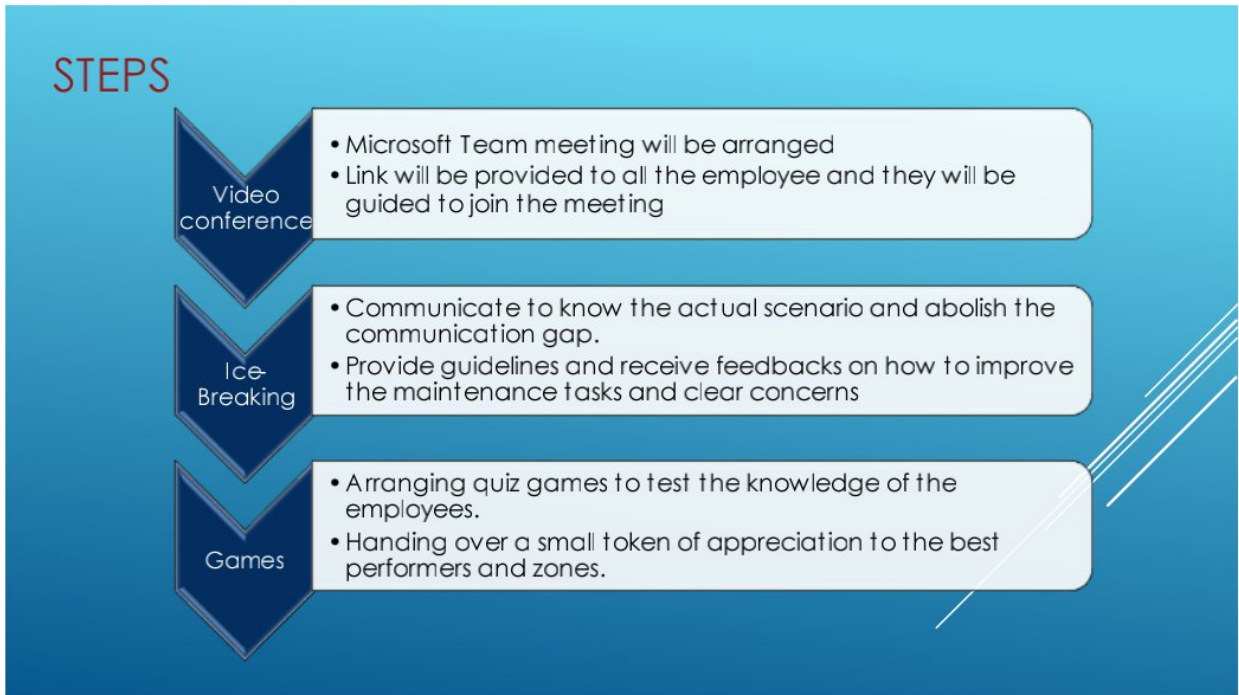 STEPS
Video
conference
• Microsoft Team meeting will be arranged
• Link will be provided to all the employee and they will be
guided to join the meeting
Ice-
Breaking
• Communicate to know the actual scenario and abolish the
communication gap.
• Provide guidelines and receive feedbacks on how to improve
the maintenance tasks and clear concerns
Games
• Arranging quiz games to test the knowledge of the
employees.
• Handing over a small token of appreciation to the best
performers and zones.